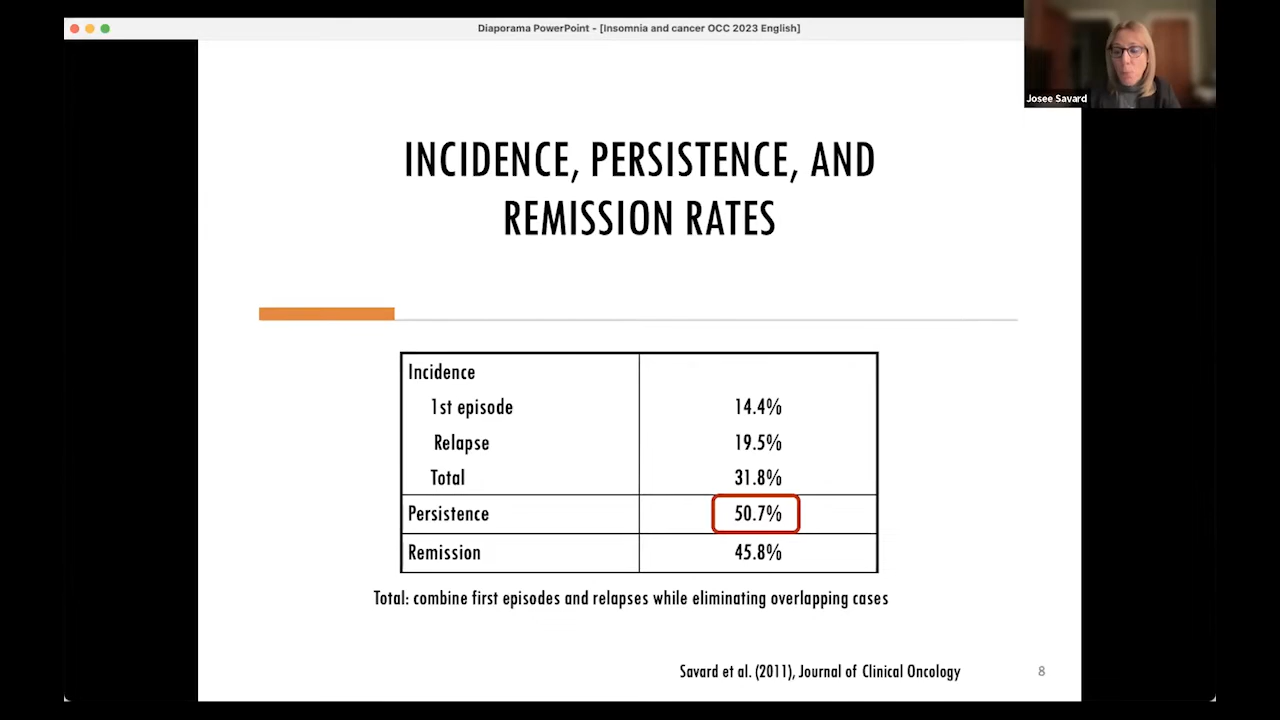 Diaporama PowerPoint - [Insomnia and cancer OCC 2023 English]
Josee Savard
INCIDENCE, PERSISTENCE, AND
REMISSION RATES
Incidence
1st episode 14.4%
Relapse 19.5%
Total 31.8%
Persistence 50.7%
Remission 45.8%
Total: combine first episodes and relapses while eliminating overlapping cases
Savard et al. (2011), Journal of Clinical Oncology
8